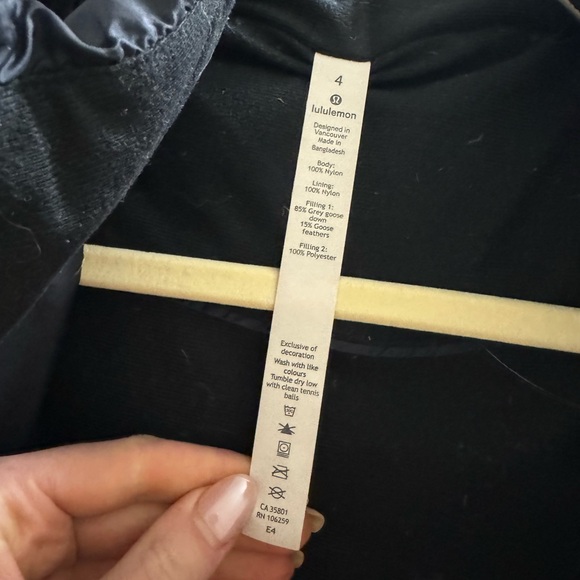 4
lululemon
Designed in
Vancouver
Made in
Bangladesh
Body:
100% Nylon
Lining:
100% Nylon
Filling 1:
85% Grey goose
down
15% Goose
feathers
Filling 2:
100% Polyester
Exclusive of
decoration
Wash with like
colours
Tumble dry low
with clean tennis
balls
CA 35801
RN 106259
E4